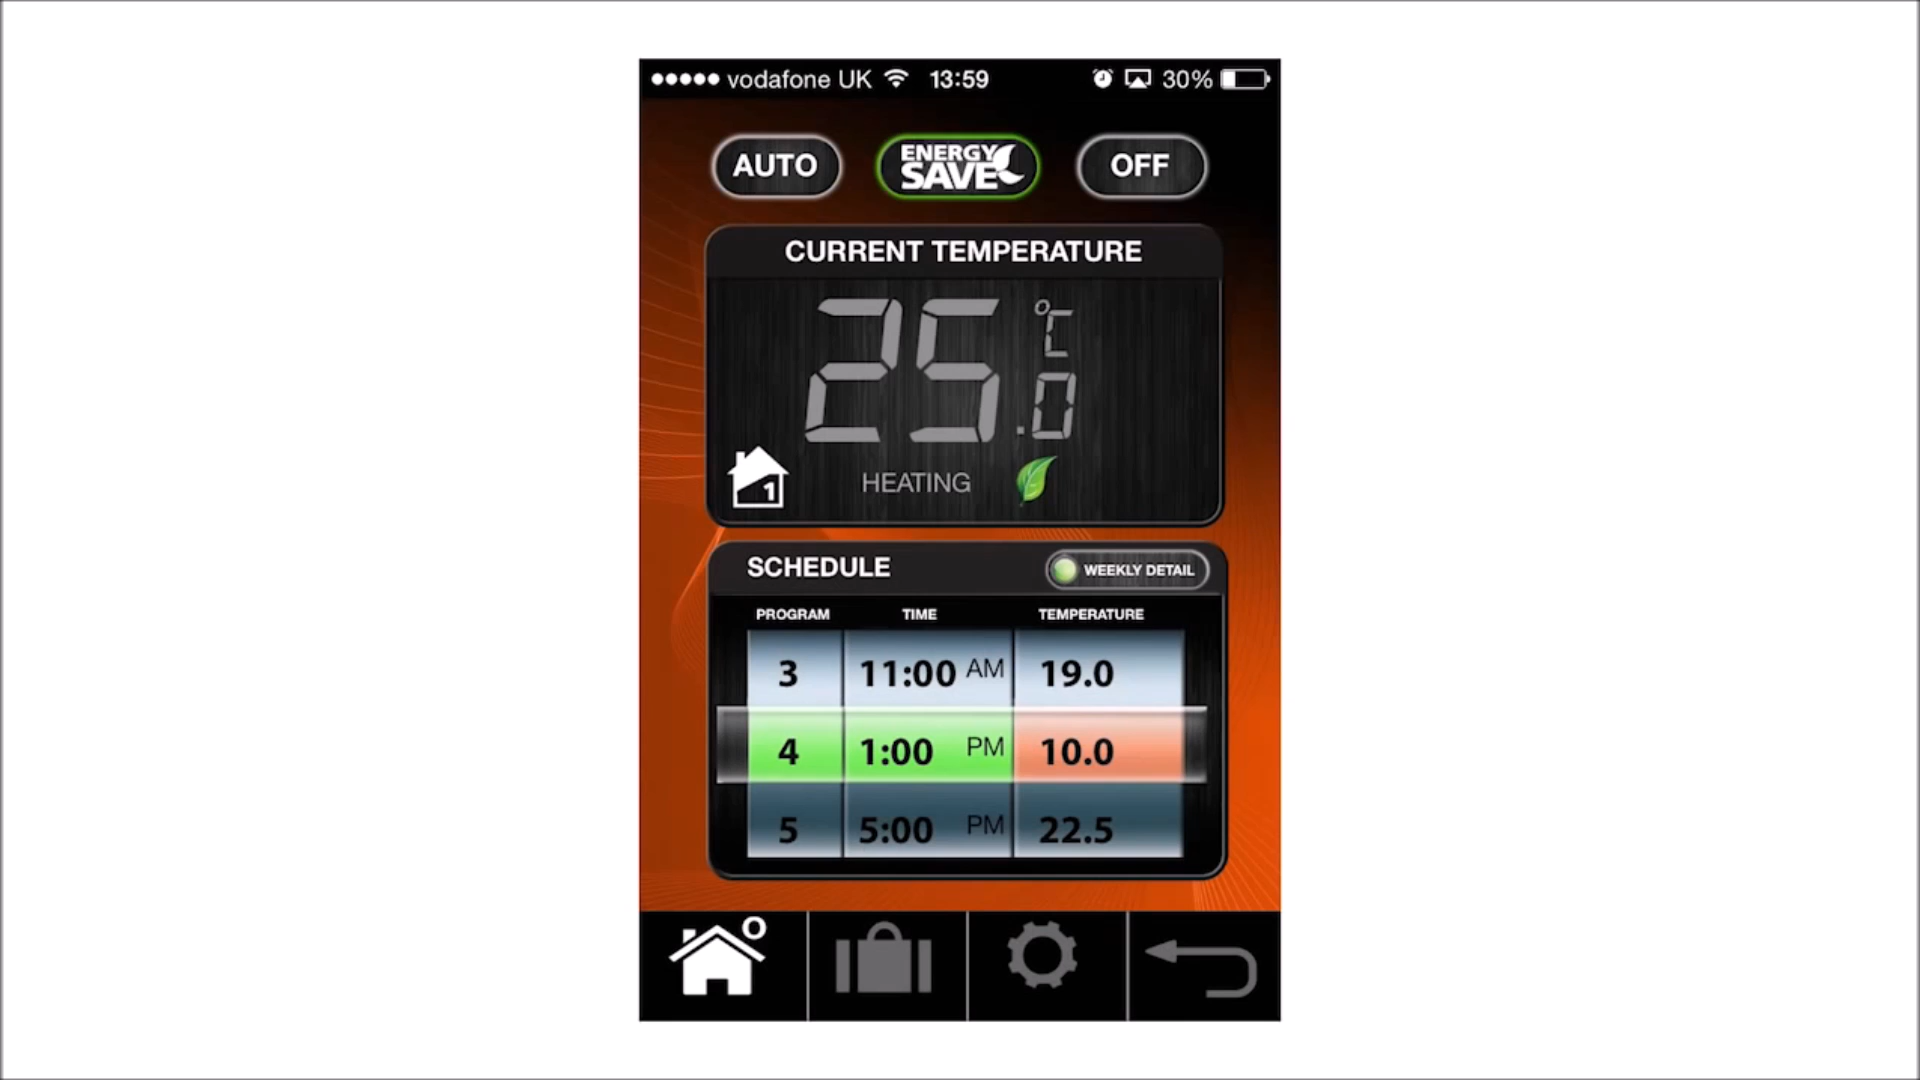 vodafone UK 13:59 30%
AUTO
ENERGY
SAVE
OFF
CURRENT TEMPERATURE
25.0 °C
1
HEATING
SCHEDULE
WEEKLY DETAIL
PROGRAM TIME TEMPERATURE
3 11:00 AM 19.0
4 1:00 PM 10.0
5 5:00 PM 22.5